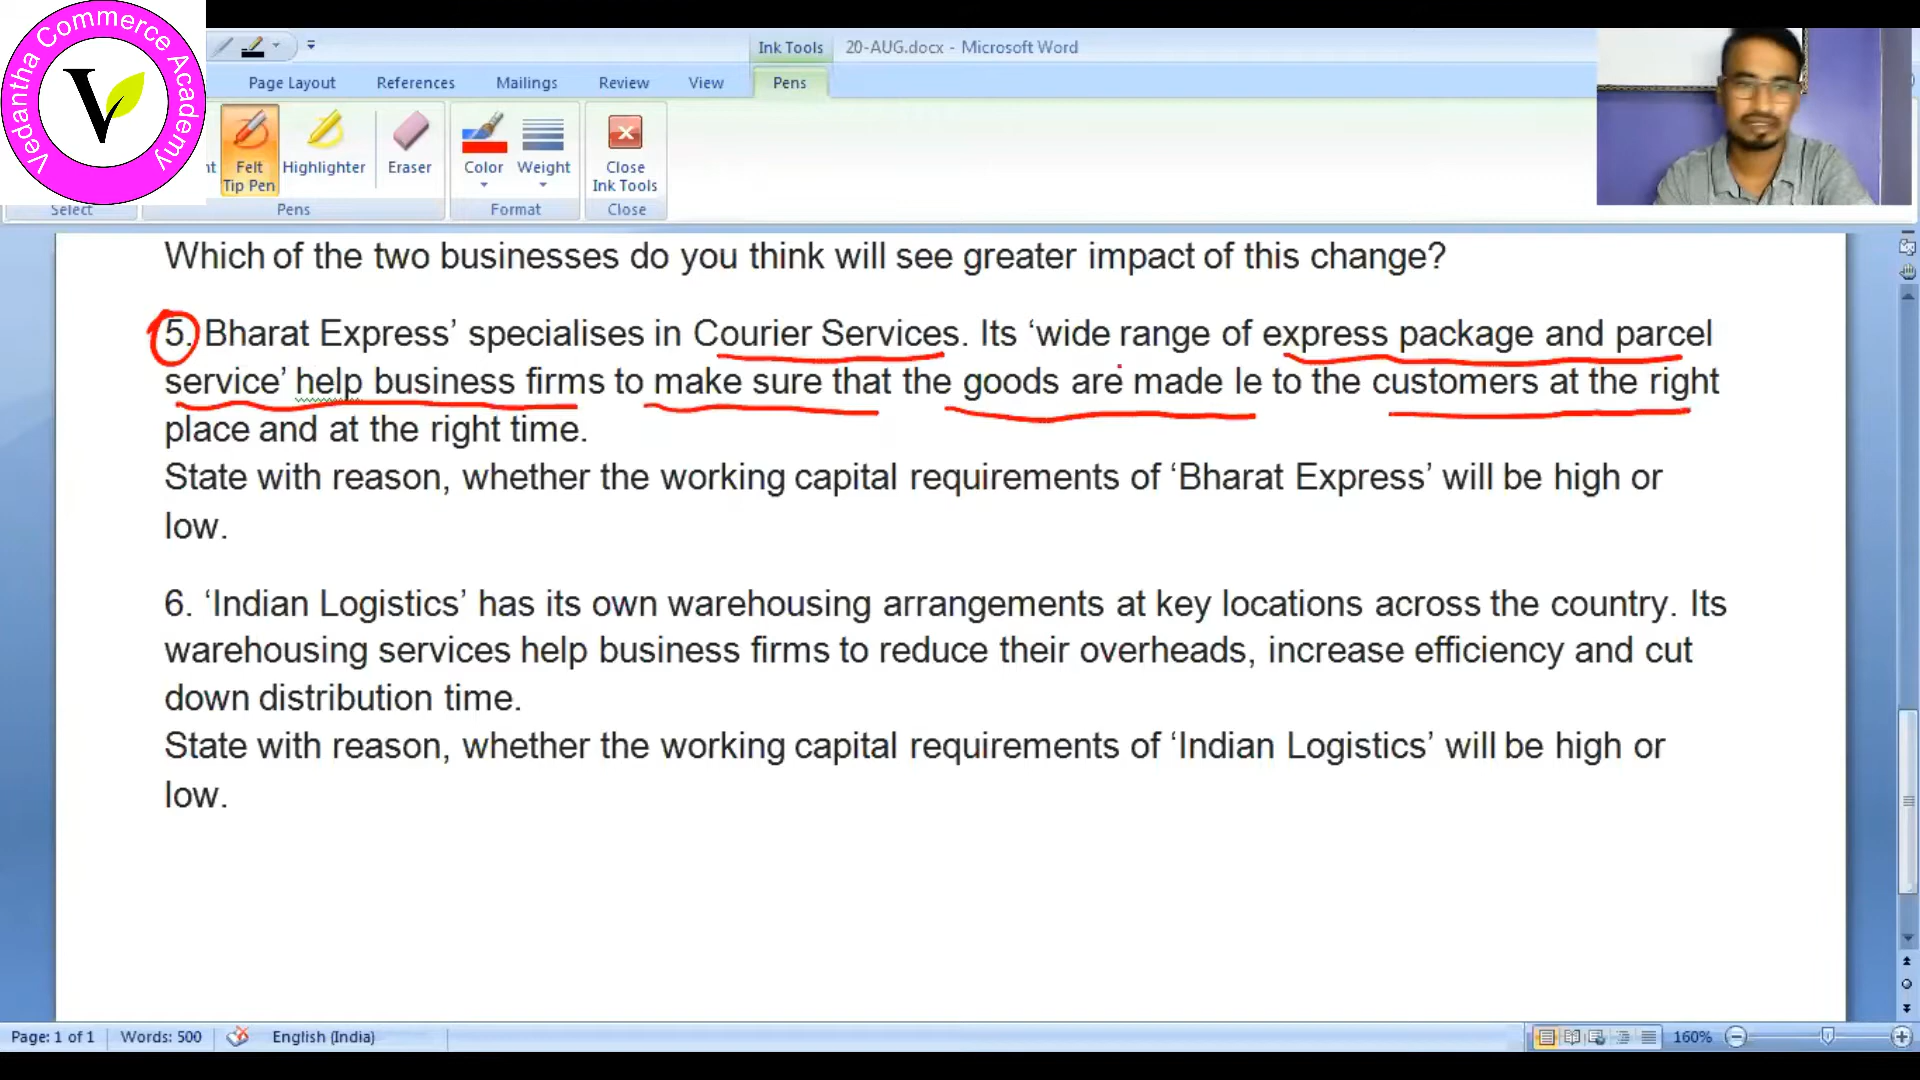 Vedantha Commerce Academy
V
Ink Tools
20-AUG.docx - Microsoft Word
Page Layout
References
Mailings
Review
View
Pens
Felt
Tip Pen
Highlighter
Eraser
Color
Weight
Close
Ink Tools
Select
Pens
Format
Close
Which of the two businesses do you think will see greater impact of this change?
5. Bharat Express’ specialises in Courier Services. Its ‘wide range of express package and parcel
service’ help business firms to make sure that the goods are made le to the customers at the right
place and at the right time.
State with reason, whether the working capital requirements of ‘Bharat Express’ will be high or
low.
6. ‘Indian Logistics’ has its own warehousing arrangements at key locations across the country. Its
warehousing services help business firms to reduce their overheads, increase efficiency and cut
down distribution time.
State with reason, whether the working capital requirements of ‘Indian Logistics’ will be high or
low.
Page: 1 of 1
Words: 500
English (India)
160%